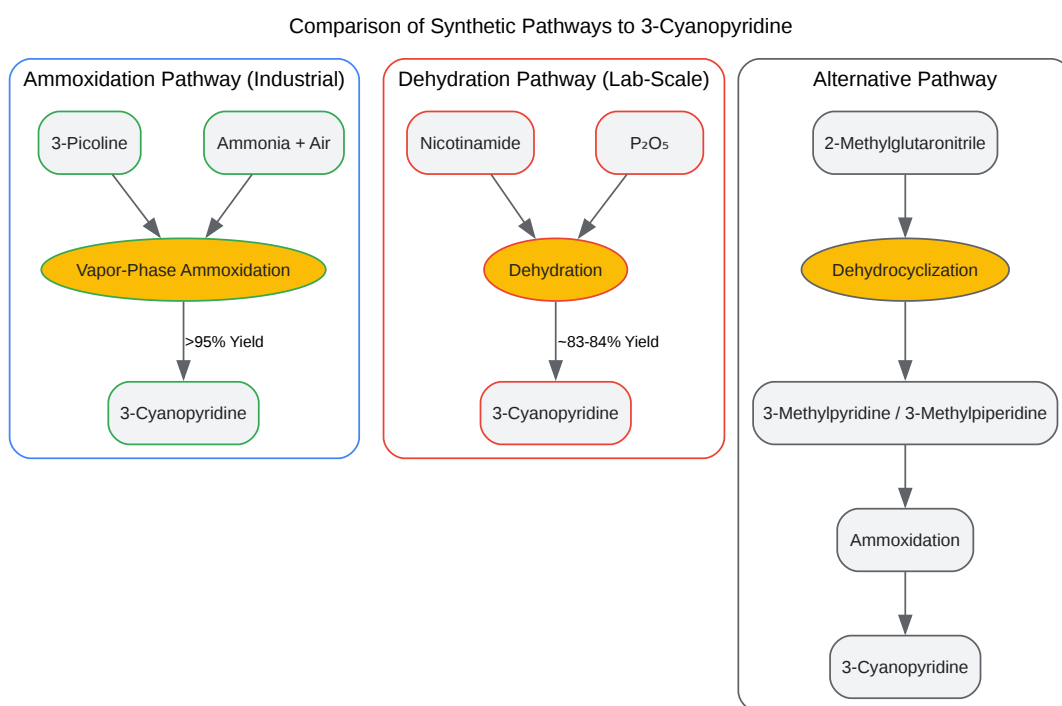 Comparison of Synthetic Pathways to 3-Cyanopyridine
Ammoxidation Pathway (Industrial)
3-Picoline
Ammonia + Air
Vapor-Phase Ammoxidation
>95% Yield
3-Cyanopyridine
Dehydration Pathway (Lab-Scale)
Nicotinamide
P₂O₅
Dehydration
~83-84% Yield
3-Cyanopyridine
Alternative Pathway
2-Methylglutaronitrile
Dehydrocyclization
3-Methylpyridine / 3-Methylpiperidine
Ammoxidation
3-Cyanopyridine